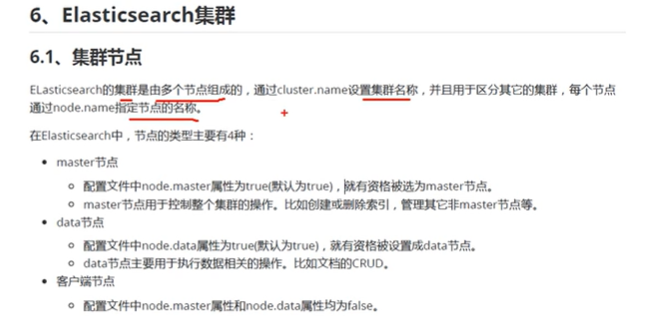 6、Elasticsearch集群
6.1、集群节点
ELasticsearch的集群是由多个节点组成的，通过cluster.name设置集群名称，并且用于区分其它的集群，每个节点
通过node.name指定节点的名称。
在Elasticsearch中，节点的类型主要有4种：
master节点
配置文件中node.master属性为true(默认为true)，就有资格被选为master节点。
master节点用于控制整个集群的操作。比如创建或删除索引，管理其它非master节点等。
data节点
配置文件中node.data属性为true(默认为true)，就有资格被设置成data节点。
data节点主要用于执行数据相关的操作。比如文档的CRUD。
客户端节点
配置文件中node.master属性和node.data属性均为false。